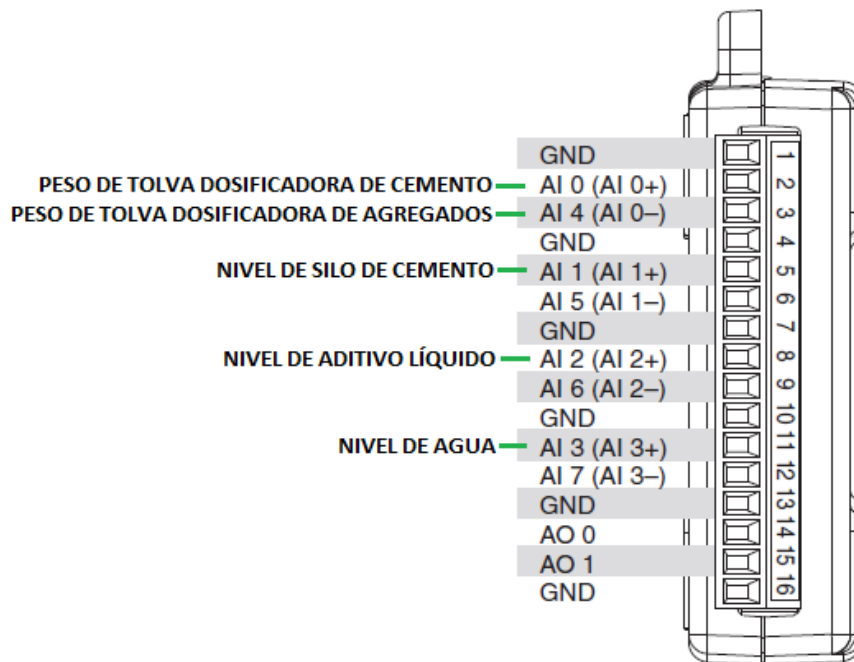 GND 1
PESO DE TOLVA DOSIFICADORA DE CEMENTO AI 0 (AI 0+) 2
PESO DE TOLVA DOSIFICADORA DE AGREGADOS AI 4 (AI 0–) 3
GND 4
NIVEL DE SILO DE CEMENTO AI 1 (AI 1+) 5
AI 5 (AI 1–) 6
GND 7
NIVEL DE ADITIVO LÍQUIDO AI 2 (AI 2+) 8
AI 6 (AI 2–) 9
GND 10
NIVEL DE AGUA AI 3 (AI 3+) 11
AI 7 (AI 3–) 12
GND 13
AO 0 14
AO 1 15
GND 16